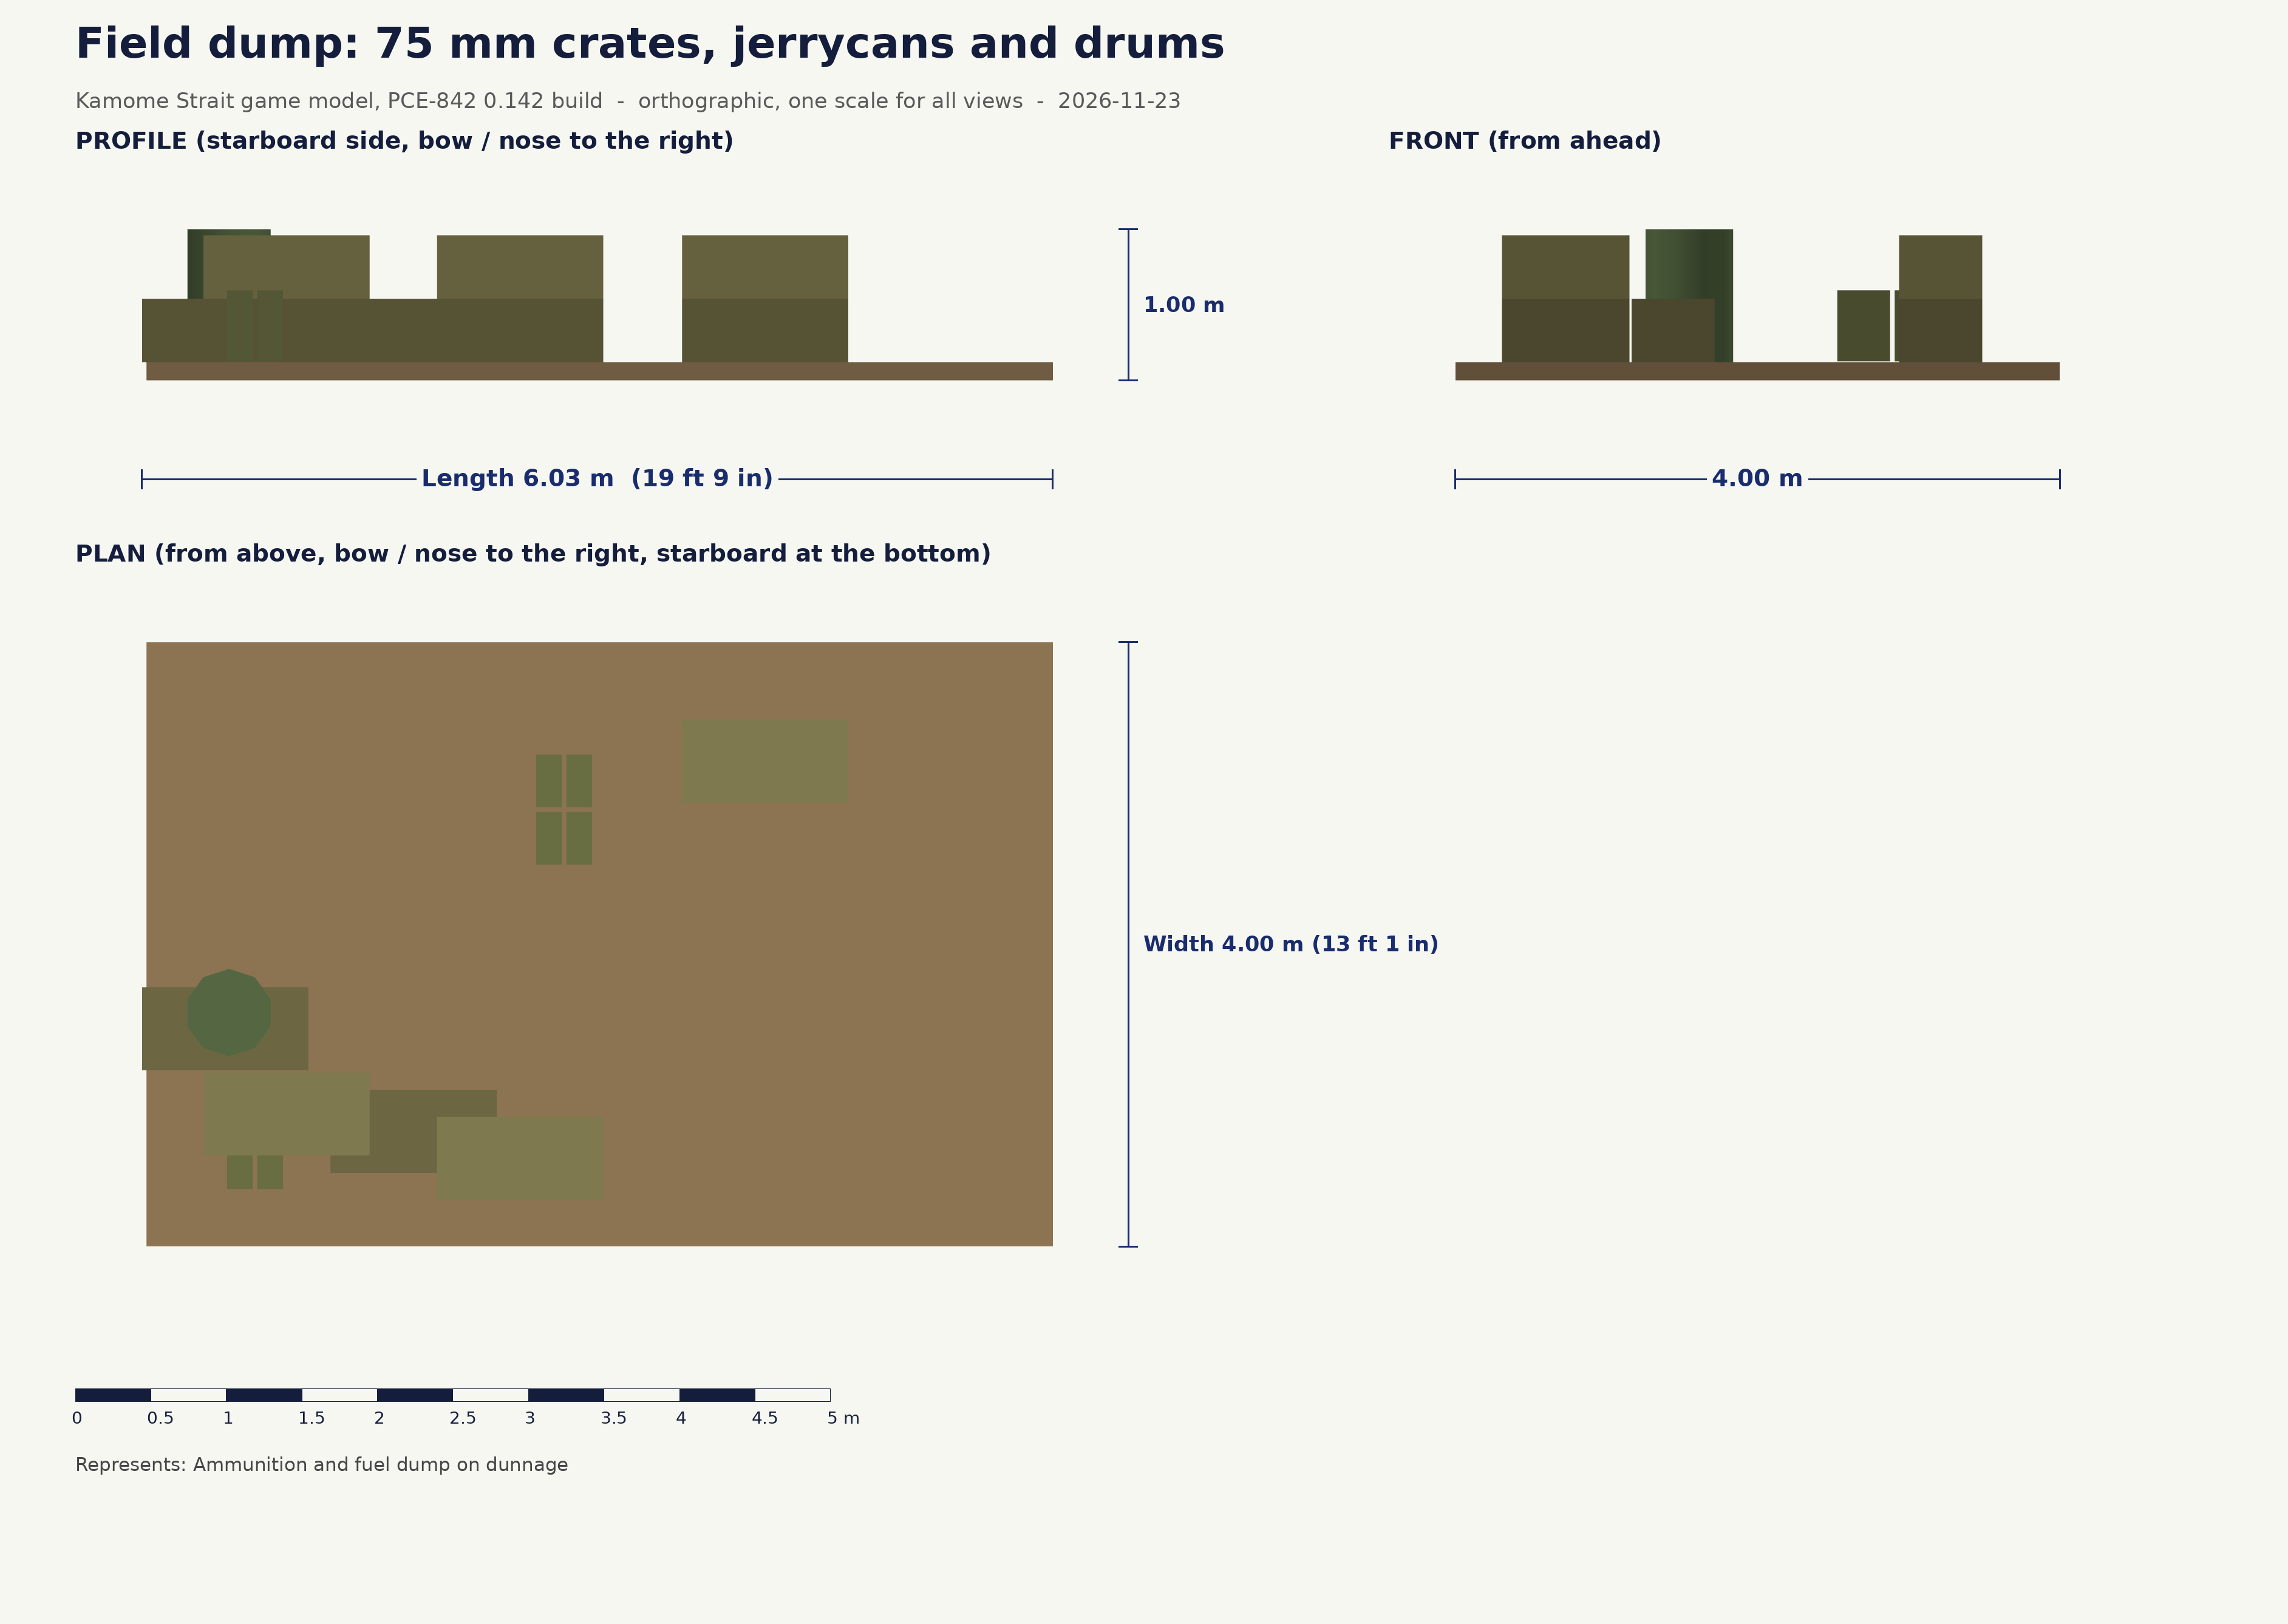 Field dump: 75 mm crates, jerrycans and drums
Kamome Strait game model, PCE-842 0.142 build  -  orthographic, one scale for all views  -  2026-11-23
PROFILE (starboard side, bow / nose to the right)
FRONT (from ahead)
1.00 m
Length 6.03 m  (19 ft 9 in)
4.00 m
PLAN (from above, bow / nose to the right, starboard at the bottom)
Width 4.00 m (13 ft 1 in)
0 0.5 1 1.5 2 2.5 3 3.5 4 4.5 5 m
Represents: Ammunition and fuel dump on dunnage